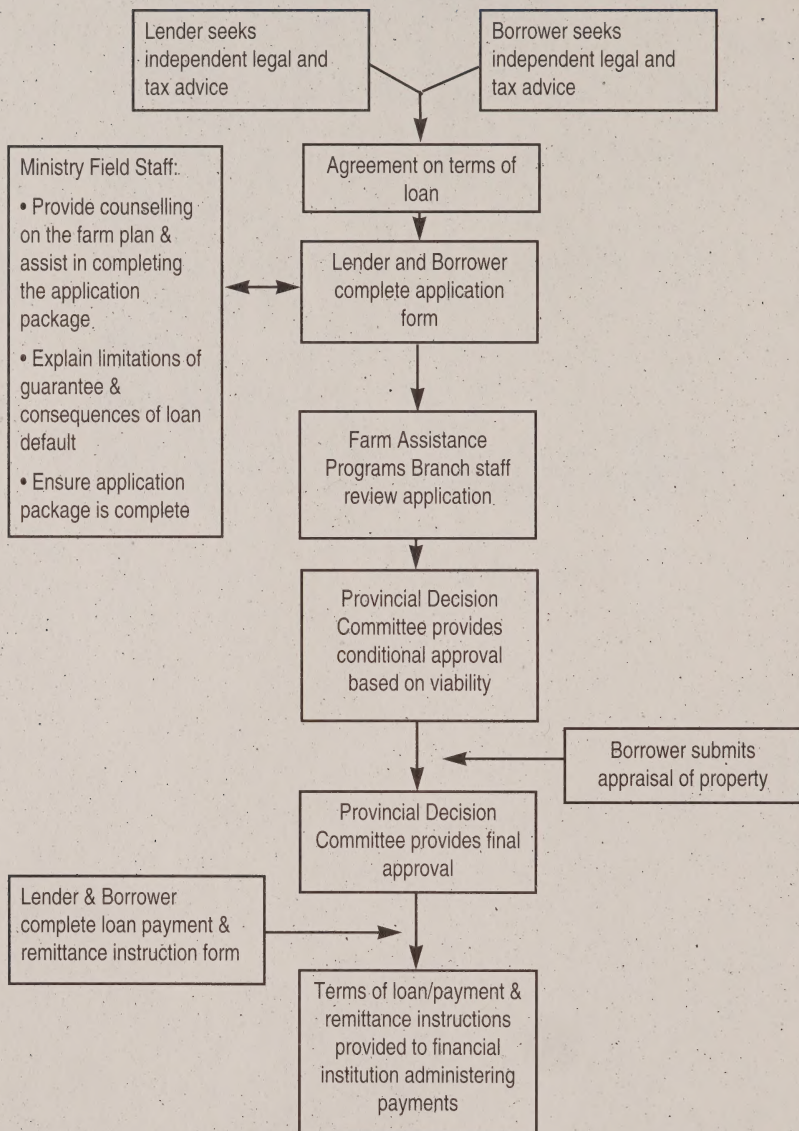 Lender seeks
independent legal and
tax advice
Borrower seeks
independent legal and
tax advice
Agreement on terms of
loan
Ministry Field Staff:
• Provide counselling
on the farm plan &
assist in completing
the application
package
• Explain limitations of
guarantee &
consequences of loan
default
• Ensure application
package is complete
Lender and Borrower
complete application
form
Farm Assistance
Programs Branch staff
review application
Provincial Decision
Committee provides
conditional approval
based on viability
Borrower submits
appraisal of property
Provincial Decision
Committee provides final
approval
Lender & Borrower
complete loan payment &
remittance instruction form
Terms of loan/payment &
remittance instructions
provided to financial
institution administering
payments